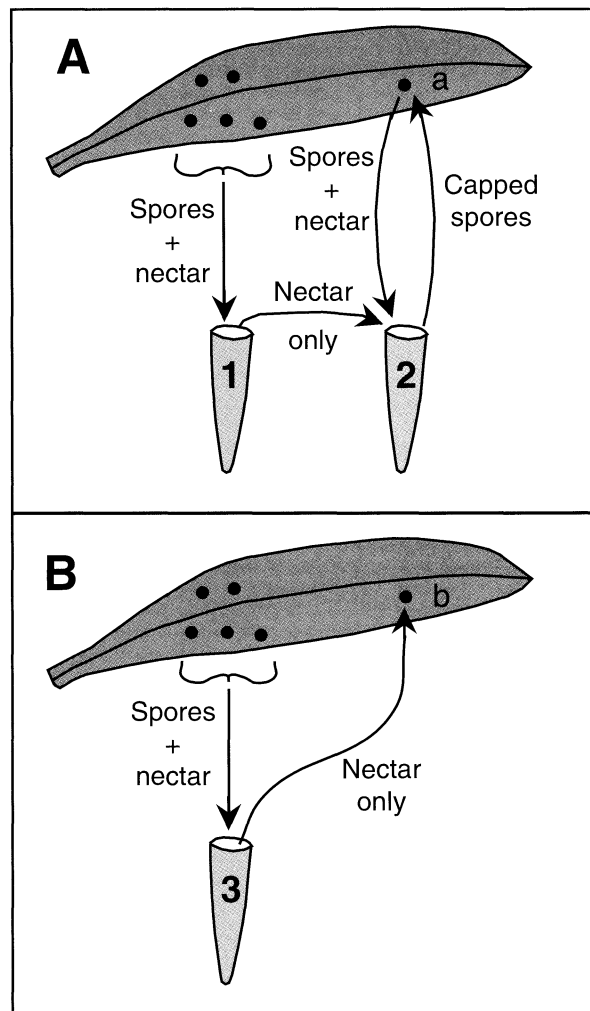 A
a
Spores
+
nectar
Capped
spores
Spores
+
nectar
Nectar
only
1
2
B
b
Spores
+
nectar
Nectar
only
3